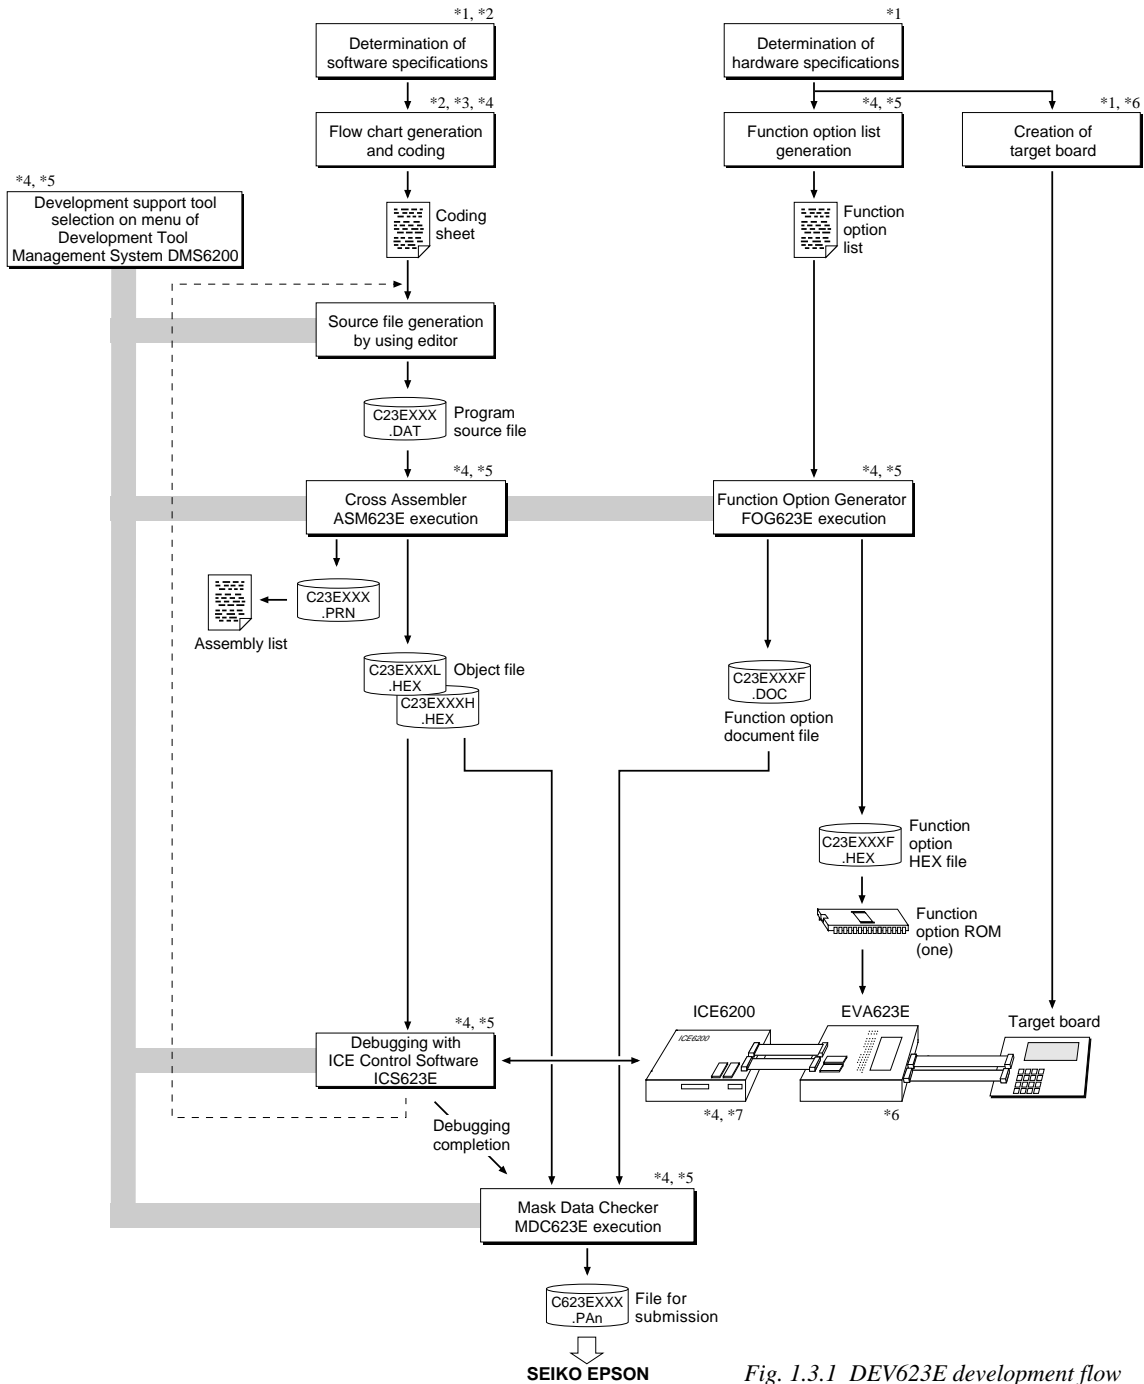 *1, *2
Determination of
software specifications
*1
Determination of
hardware specifications
*2, *3, *4
Flow chart generation
and coding
*4, *5
Function option list
generation
*1, *6
Creation of
target board
*4, *5
Development support tool
selection on menu of
Development Tool
Management System DMS6200
Coding
sheet
Function
option
list
Source file generation
by using editor
C23EXXX
.DAT
Program
source file
*4, *5
Cross Assembler
ASM623E execution
*4, *5
Function Option Generator
FOG623E execution
C23EXXX
.PRN
Assembly list
C23EXXXL
.HEX
Object file
C23EXXXH
.HEX
C23EXXXF
.DOC
Function option
document file
C23EXXXF
.HEX
Function
option
HEX file
Function
option ROM
(one)
*4, *5
Debugging with
ICE Control Software
ICS623E
ICE6200
ICE6200
*4, *7
EVA623E
*6
Target board
Debugging
completion
*4, *5
Mask Data Checker
MDC623E execution
C623EXXX
.PAn
File for
submission
SEIKO EPSON
Fig. 1.3.1 DEV623E development flow